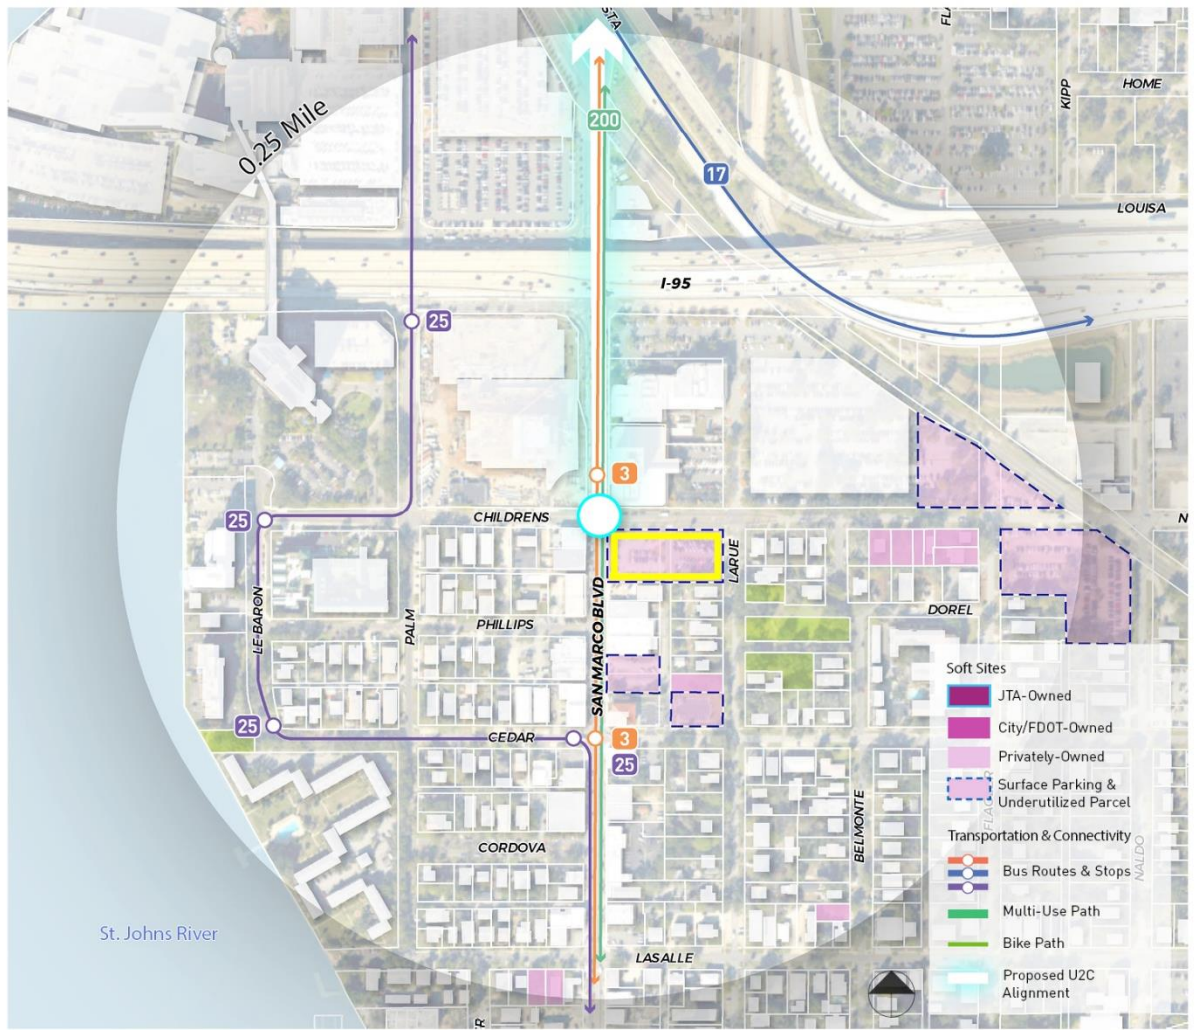 HOME
KIPP
200
0.25 Mile
17
LOUISA
I-95
25
3
25
CHILDRENS
LARUE
LE BARON
PALM
SAN MARCO BLVD
DOREL
PHILLIPS
25
CEDAR
3
25
BELMONTE
CORDOVA
St. Johns River
LASALLE
Soft Sites
JTA-Owned
City/FDOT-Owned
Privately-Owned
Surface Parking &
Underutilized Parcel
Transportation & Connectivity
Bus Routes & Stops
Multi-Use Path
Bike Path
Proposed U2C
Alignment
NALDO